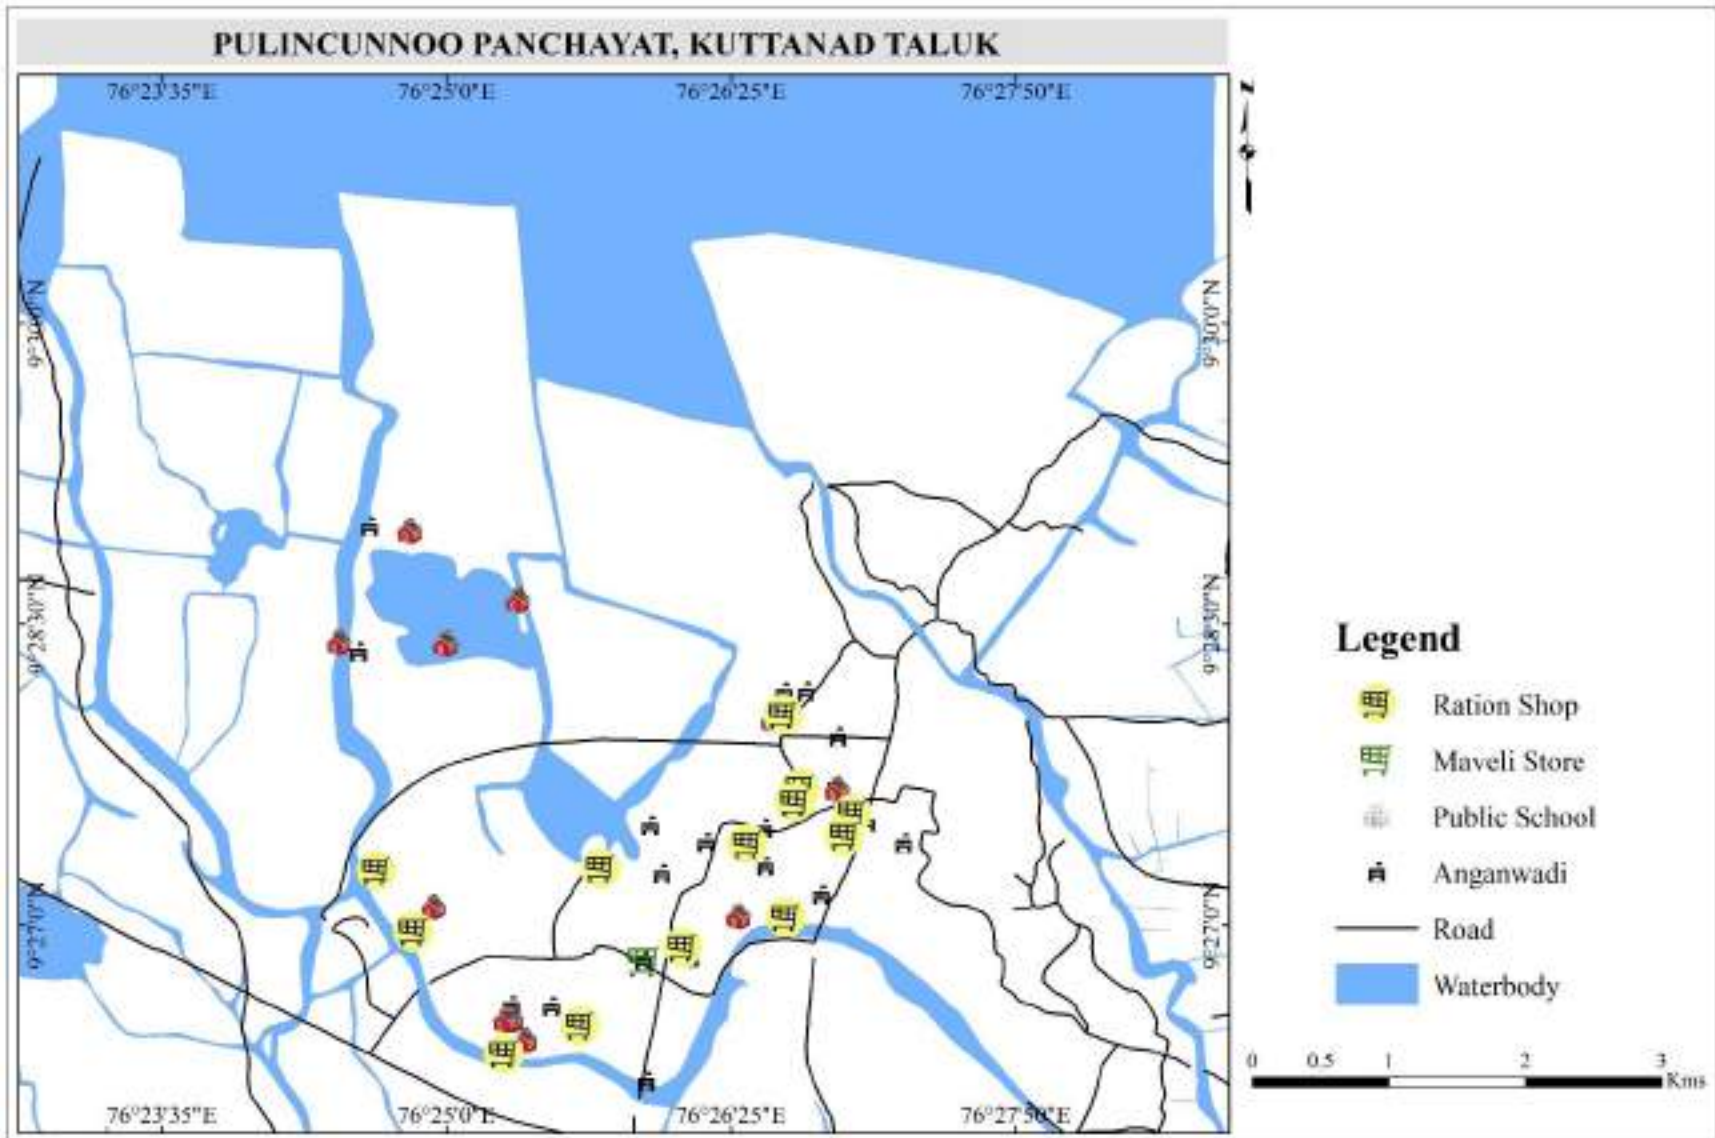 PULINCUNNOO PANCHAYAT, KUTTANAD TALUK
76°23'35"E 76°25'0"E 76°26'25"E 76°27'50"E
N
9°30'0"N 9°30'0"N
9°28'30"N 9°28'30"N
9°27'0"N 9°27'0"N
Legend
Ration Shop
Maveli Store
Public School
Anganwadi
Road
Waterbody
0 0.5 1 2 3
Kms
76°23'35"E 76°25'0"E 76°26'25"E 76°27'50"E